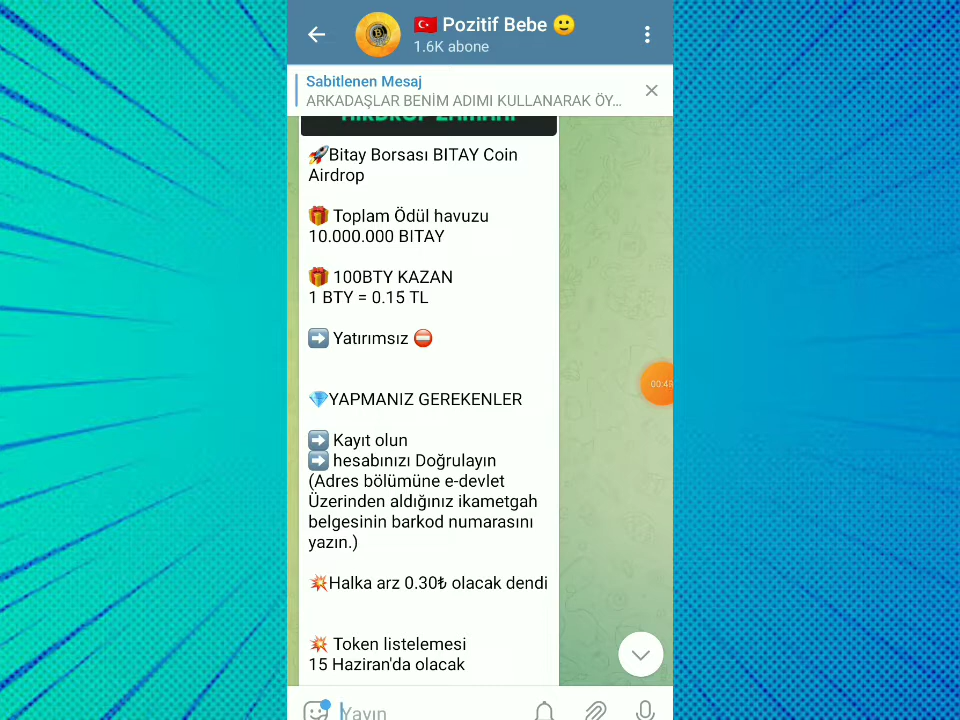 Pozitif Bebe
1.6K abone
Sabitlenen Mesaj
ARKADAŞLAR BENİM ADIMI KULLANARAK ÖY...
Bitay Borsası BITAY Coin
Airdrop
Toplam Ödül havuzu
10.000.000 BITAY
100BTY KAZAN
1 BTY = 0.15 TL
Yatırımsız
YAPMANIZ GEREKENLER
Kayıt olun
hesabınızı Doğrulayın
(Adres bölümüne e-devlet
Üzerinden aldığınız ikametgah
belgesinin barkod numarasını
yazın.)
Halka arz 0.30₺ olacak dendi
Token listelemesi
15 Haziran'da olacak
Yayın